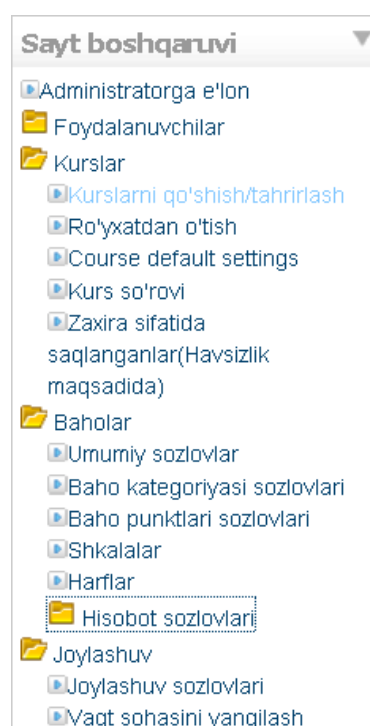 Sayt boshqaruvi
Administratorga e'lon
Foydalanuvchilar
Kurslar
Kurslarni qo'shish/tahrirlash
Ro'yxatdan o'tish
Course default settings
Kurs so'rovi
Zaxira sifatida
saqlanganlar(Havsizlik
maqsadida)
Baholar
Umumiy sozlovlar
Baho kategoriyasi sozlovlari
Baho punktlari sozlovlari
Shkalalar
Harflar
Hisobot sozlovlari
Joylashuv
Joylashuv sozlovlari
Vaqt sohasini yangilash